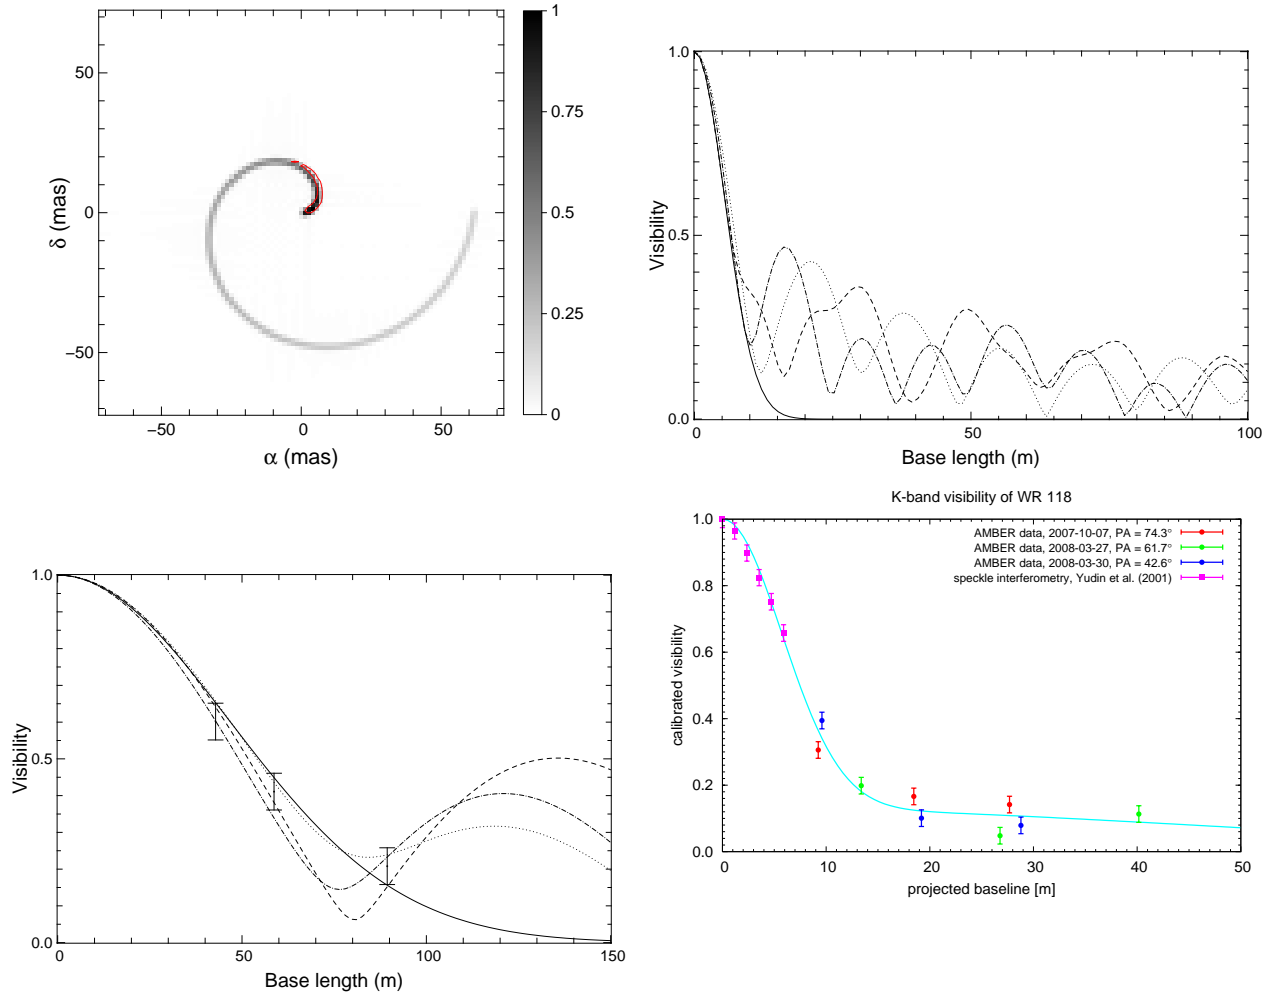 50
0
−50
δ (mas)
−50
0
50
α (mas)
1
0.75
0.5
0.25
0
1.0
0.5
0.0
Visibility
0
50
100
Base length (m)
1.0
0.5
0.0
Visibility
0
50
100
150
Base length (m)
K-band visibility of WR 118
1.0
0.8
0.6
0.4
0.2
0.0
calibrated visibility
AMBER data, 2007-10-07, PA = 74.3°
AMBER data, 2008-03-27, PA = 61.7°
AMBER data, 2008-03-30, PA = 42.6°
speckle interferometry, Yudin et al. (2001)
0
10
20
30
40
50
projected baseline [m]